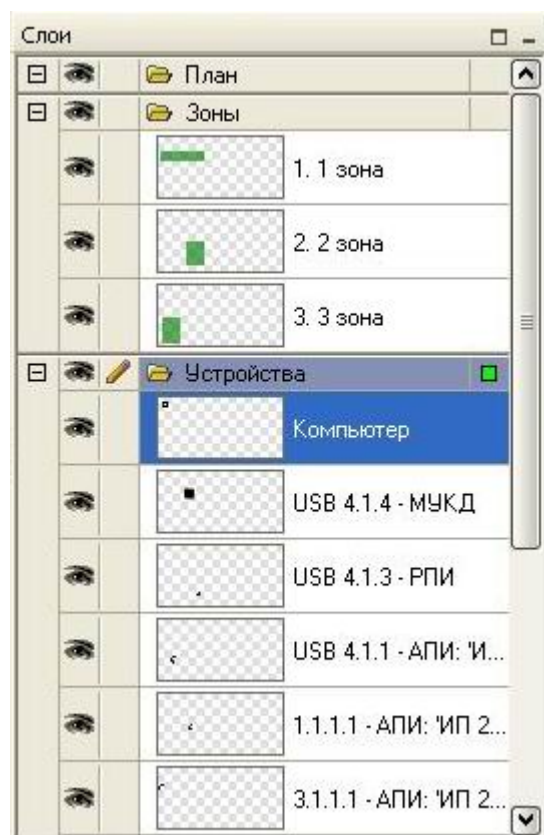 Слои
План
Зоны
1. 1 зона
2. 2 зона
3. 3 зона
Устройства
Компьютер
USB 4.1.4 - МУКД
USB 4.1.3 - РПИ
USB 4.1.1 - АПИ: 'И...
1.1.1.1 - АПИ: 'ИП 2...
3.1.1.1 - АПИ: 'ИП 2...